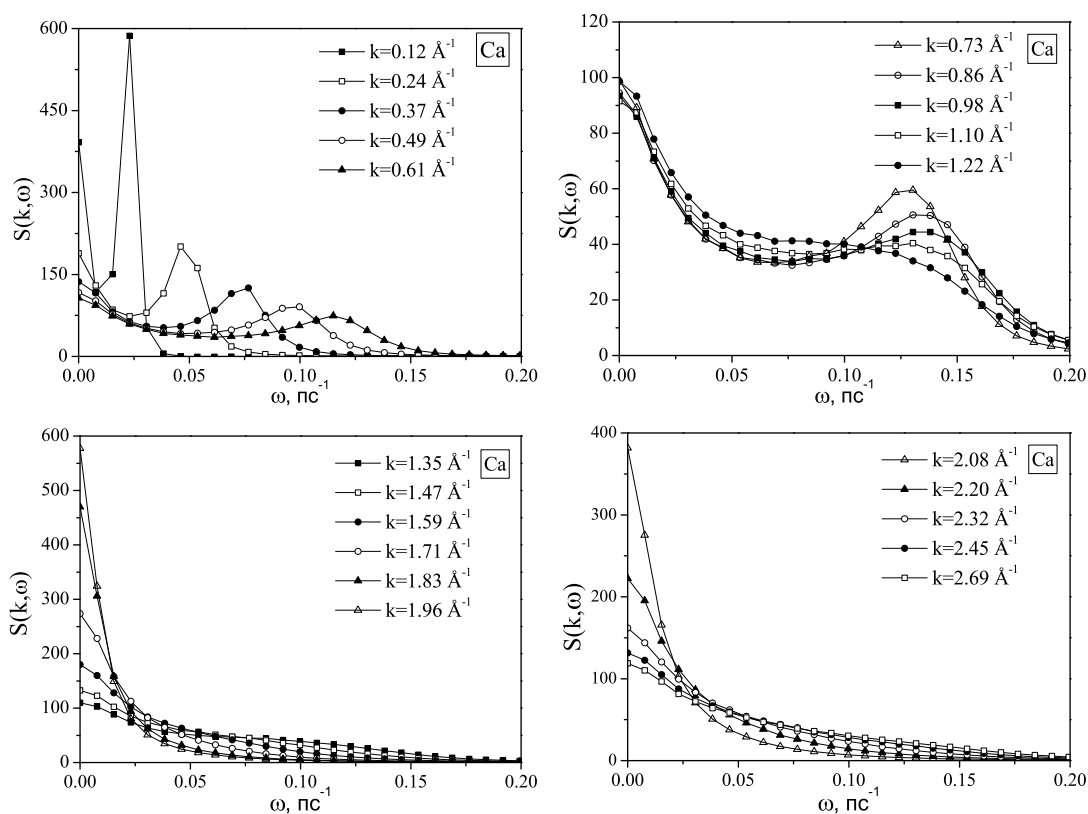 600
450
300
150
0
S(k,ω)
k=0.12 Å⁻¹
k=0.24 Å⁻¹
k=0.37 Å⁻¹
k=0.49 Å⁻¹
k=0.61 Å⁻¹
Ca
0.00 0.05 0.10 0.15 0.20
ω, пс⁻¹
120
100
80
60
40
20
0
S(k,ω)
k=0.73 Å⁻¹
k=0.86 Å⁻¹
k=0.98 Å⁻¹
k=1.10 Å⁻¹
k=1.22 Å⁻¹
Ca
0.00 0.05 0.10 0.15 0.20
ω, пс⁻¹
600
500
400
300
200
100
0
S(k,ω)
k=1.35 Å⁻¹
k=1.47 Å⁻¹
k=1.59 Å⁻¹
k=1.71 Å⁻¹
k=1.83 Å⁻¹
k=1.96 Å⁻¹
Ca
0.00 0.05 0.10 0.15 0.20
ω, пс⁻¹
400
300
200
100
0
S(k,ω)
k=2.08 Å⁻¹
k=2.20 Å⁻¹
k=2.32 Å⁻¹
k=2.45 Å⁻¹
k=2.69 Å⁻¹
Ca
0.00 0.05 0.10 0.15 0.20
ω, пс⁻¹